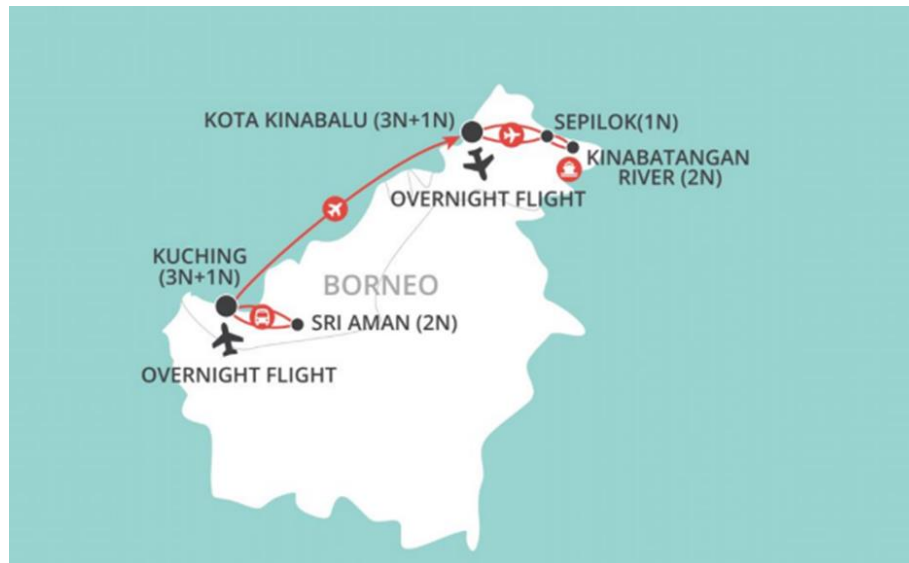 KOTA KINABALU (3N+1N)
SEPILOK(1N)
KINABATANGAN
RIVER (2N)
OVERNIGHT FLIGHT
KUCHING
(3N+1N)
BORNEO
SRI AMAN (2N)
OVERNIGHT FLIGHT